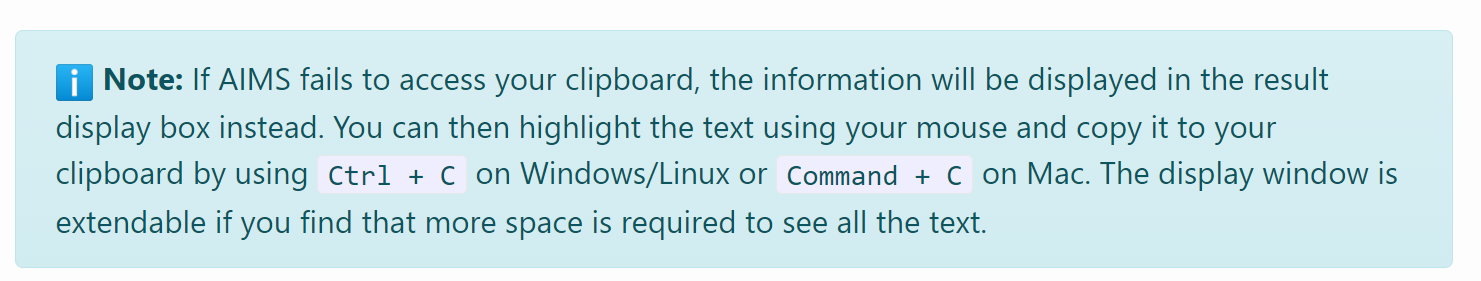 ℹ️ Note: If AIMS fails to access your clipboard, the information will be displayed in the result
display box instead. You can then highlight the text using your mouse and copy it to your
clipboard by using Ctrl + C on Windows/Linux or Command + C on Mac. The display window is
extendable if you find that more space is required to see all the text.